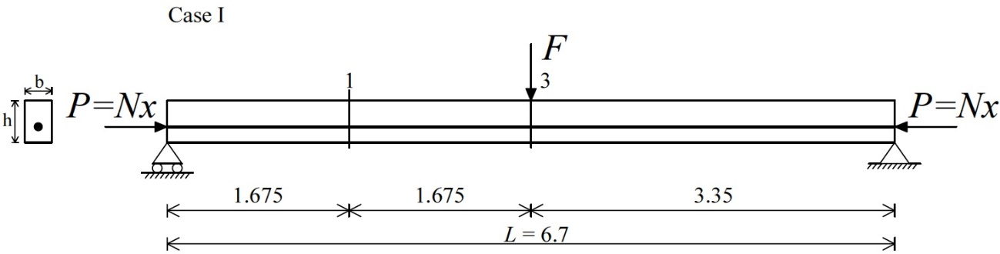 Case I
F
b
1
3
h
P=Nx
P=Nx
1.675
1.675
3.35
L = 6.7